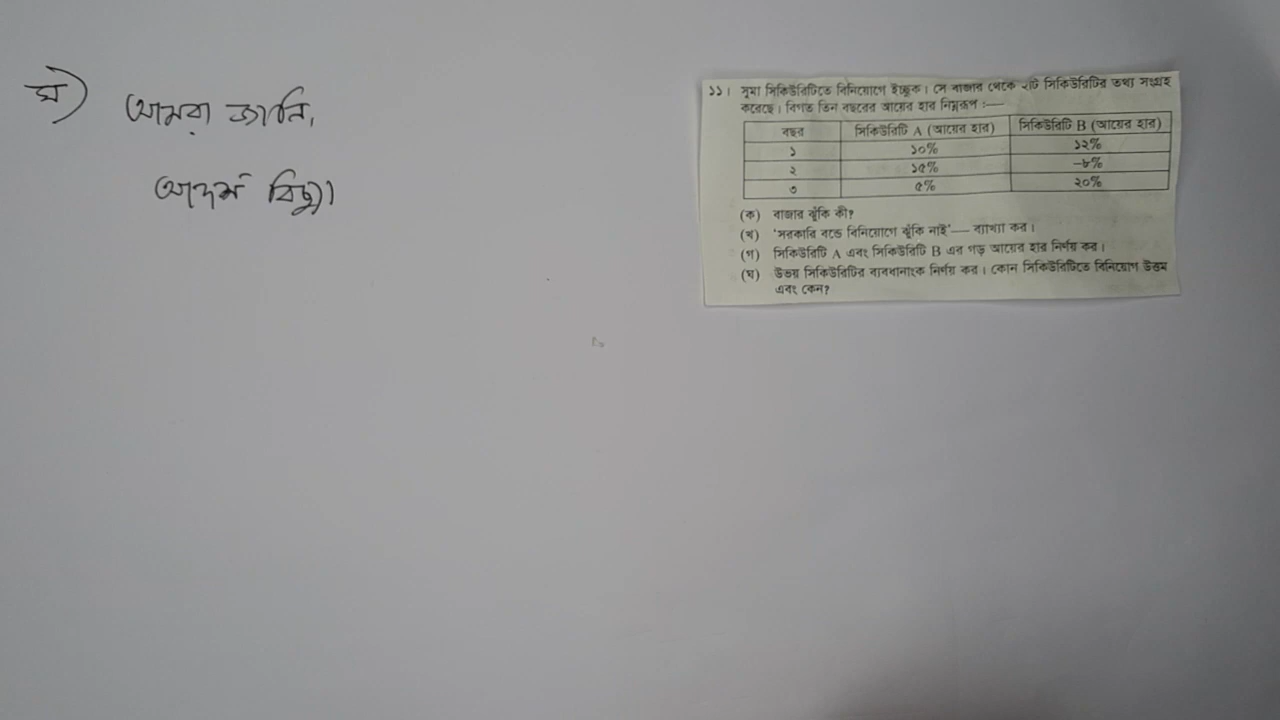 ঘ) আমরা জানি,
আদর্শ বিচ্যু
১১। সুমা সিকিউরিটিতে বিনিয়োগে ইচ্ছুক। সে বাজার থেকে ২টি সিকিউরিটির তথ্য সংগ্রহ
করেছে। বিগত তিন বছরের আয়ের হার নিম্নরূপ :—
বছর সিকিউরিটি A (আয়ের হার) সিকিউরিটি B (আয়ের হার)
১ ১০% ১২%
২ ১৫% –৮%
৩ ৫% ২০%
(ক) বাজার ঝুঁকি কী?
(খ) ‘সরকারি বন্ডে বিনিয়োগে ঝুঁকি নাই’— ব্যাখ্যা কর।
(গ) সিকিউরিটি A এবং সিকিউরিটি B এর গড় আয়ের হার নির্ণয় কর।
(ঘ) উভয় সিকিউরিটির ব্যবধানাংক নির্ণয় কর। কোন সিকিউরিটিতে বিনিয়োগ উত্তম
এবং কেন?